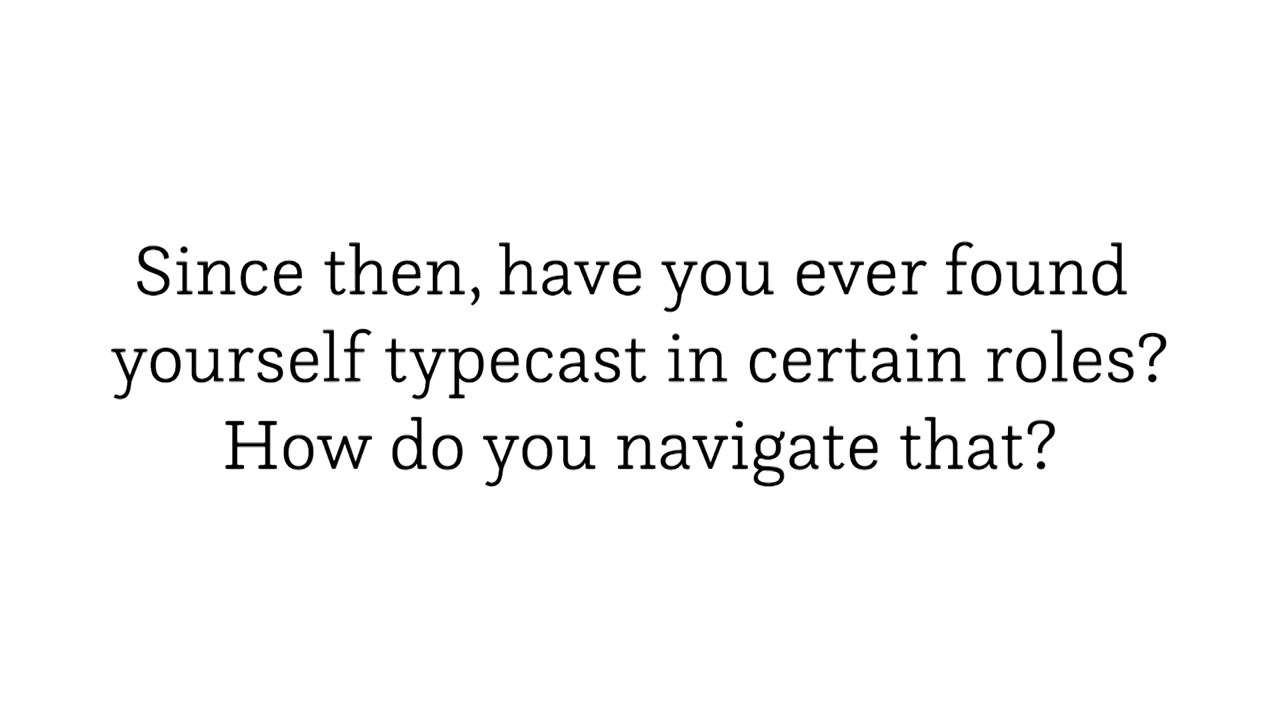 Since then, have you ever found
yourself typecast in certain roles?
How do you navigate that?